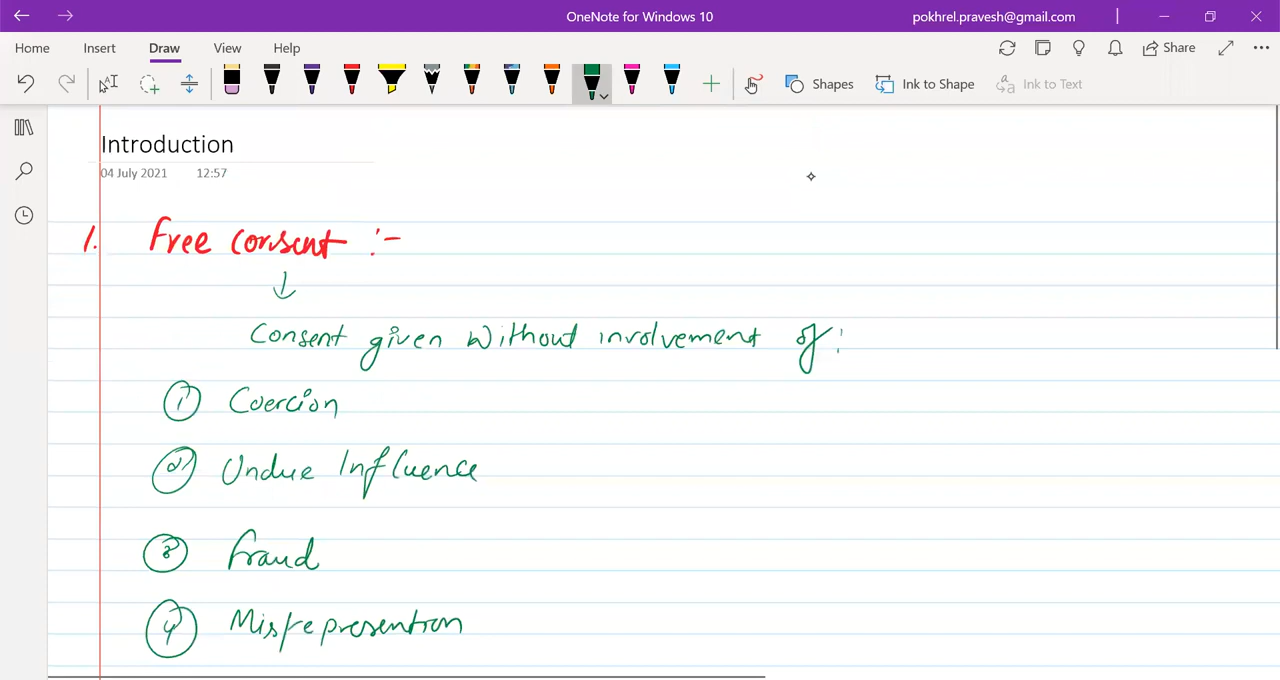 OneNote for Windows 10
pokhrel.pravesh@gmail.com
Home Insert Draw View Help
Share
Shapes Ink to Shape Ink to Text
Introduction
04 July 2021 12:57
1. Free consent :-
Consent given without involvement of :
1 Coercion
2 Undue Influence
3 fraud
4 Misrepresention